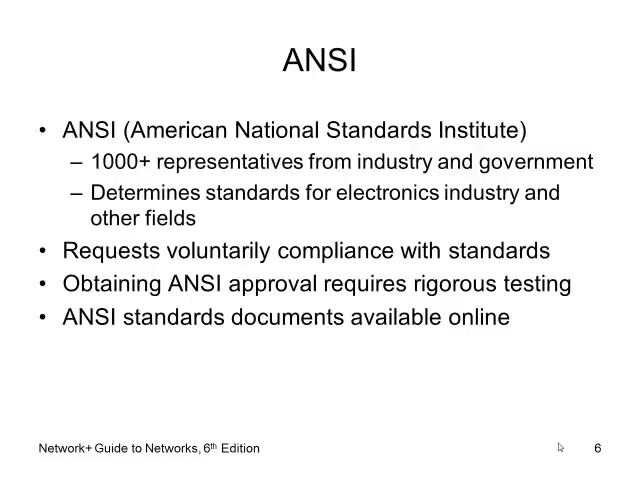 ANSI
• ANSI (American National Standards Institute)
– 1000+ representatives from industry and government
– Determines standards for electronics industry and
other fields
• Requests voluntarily compliance with standards
• Obtaining ANSI approval requires rigorous testing
• ANSI standards documents available online
Network+ Guide to Networks, 6th Edition
6